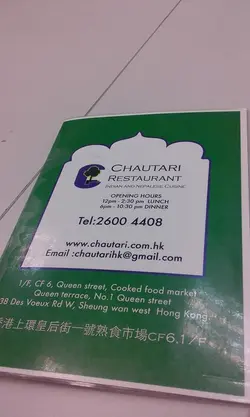 CHAUTARI
RESTAURANT
INDIAN AND NEPALESE CUISINE
OPENING HOURS
12pm - 2:30 pm LUNCH
6pm - 10:30 pm DINNER
Tel:2600 4408
www.chautari.com.hk
Email :chautarihk@gmail.com
1/F, CF 6, Queen street, Cooked food market
Queen terrace, No.1 Queen street
38 Des Voeux Rd W, Sheung wan west Hong Kong
港上環皇后街一號熟食市場CF6,1/F